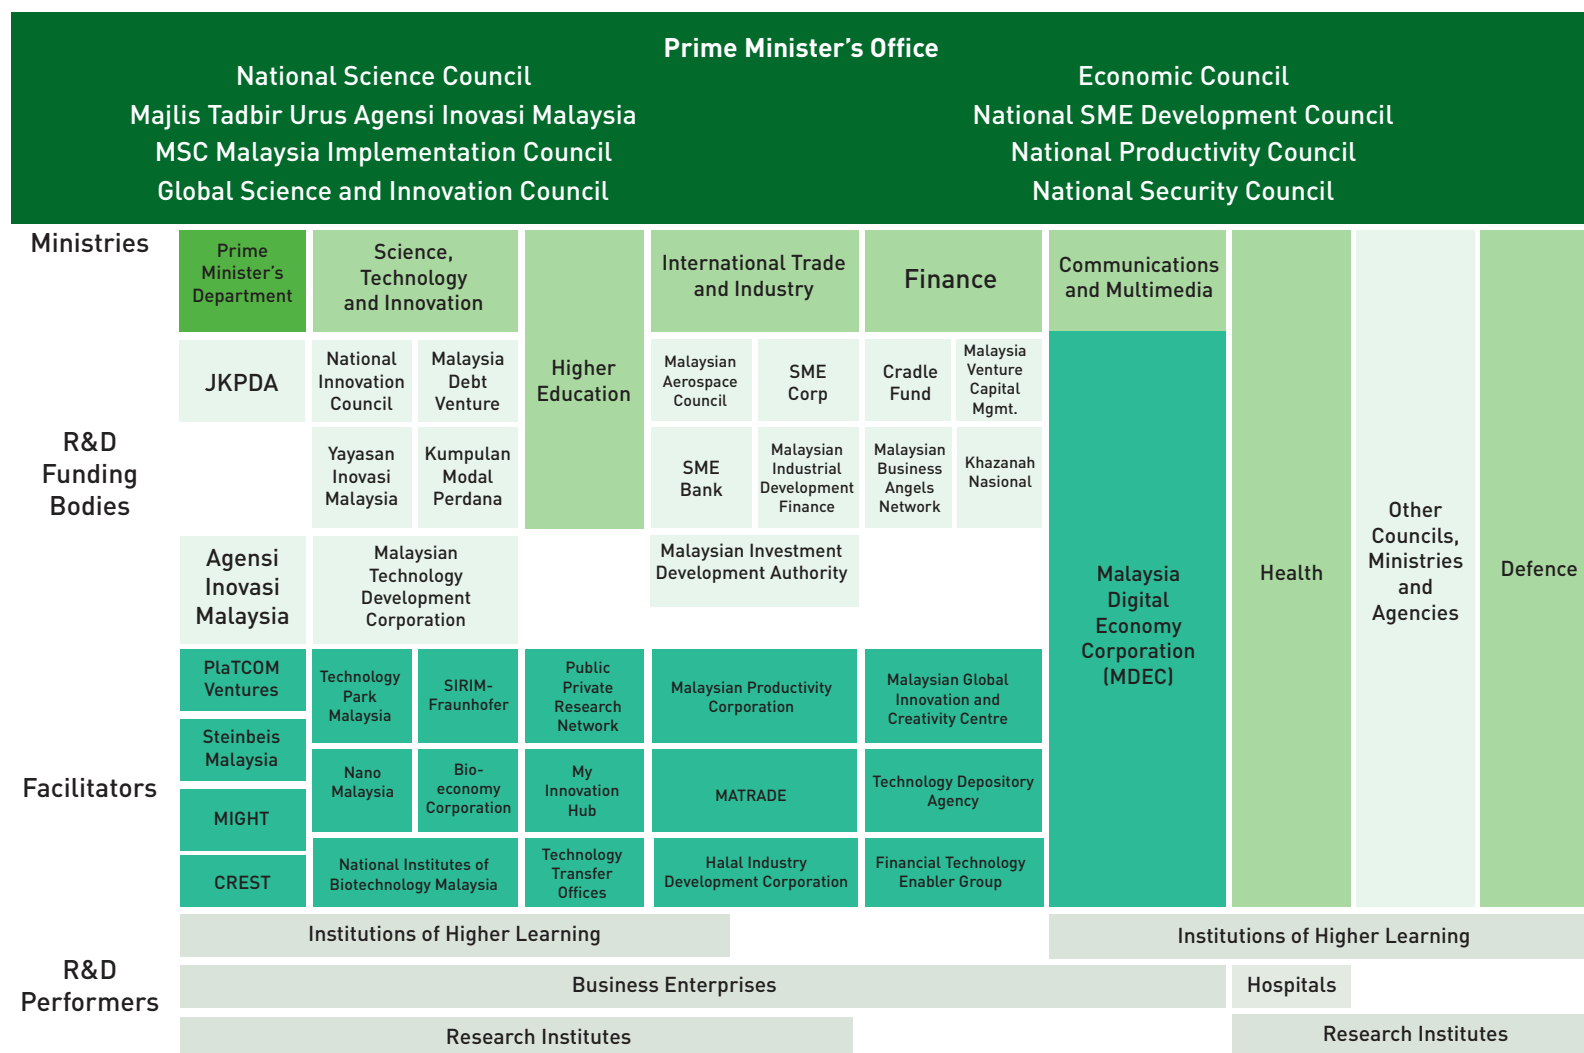 Prime Minister’s Office
National Science Council
Majlis Tadbir Urus Agensi Inovasi Malaysia
MSC Malaysia Implementation Council
Global Science and Innovation Council
Economic Council
National SME Development Council
National Productivity Council
National Security Council
Ministries
Prime
Minister’s
Department
Science,
Technology
and Innovation
Higher
Education
International Trade
and Industry
Finance
Communications
and Multimedia
Health
Other
Councils,
Ministries
and
Agencies
Defence
R&D
Funding
Bodies
JKPDA
National
Innovation
Council
Malaysia
Debt
Venture
Malaysian
Aerospace
Council
SME
Corp
Cradle
Fund
Malaysia
Venture
Capital
Mgmt.
Yayasan
Inovasi
Malaysia
Kumpulan
Modal
Perdana
SME
Bank
Malaysian
Industrial
Development
Finance
Malaysian
Business
Angels
Network
Khazanah
Nasional
Agensi
Inovasi
Malaysia
Malaysian
Technology
Development
Corporation
Malaysian Investment
Development Authority
Malaysia
Digital
Economy
Corporation
(MDEC)
Facilitators
PlaTCOM
Ventures
Steinbeis
Malaysia
MIGHT
CREST
Technology
Park
Malaysia
SIRIM-
Fraunhofer
Nano
Malaysia
Bio-
economy
Corporation
National Institutes of
Biotechnology Malaysia
Public
Private
Research
Network
My
Innovation
Hub
Technology
Transfer
Offices
Malaysian Productivity
Corporation
MATRADE
Halal Industry
Development Corporation
Malaysian Global
Innovation and
Creativity Centre
Technology Depository
Agency
Financial Technology
Enabler Group
R&D
Performers
Institutions of Higher Learning
Institutions of Higher Learning
Business Enterprises
Hospitals
Research Institutes
Research Institutes